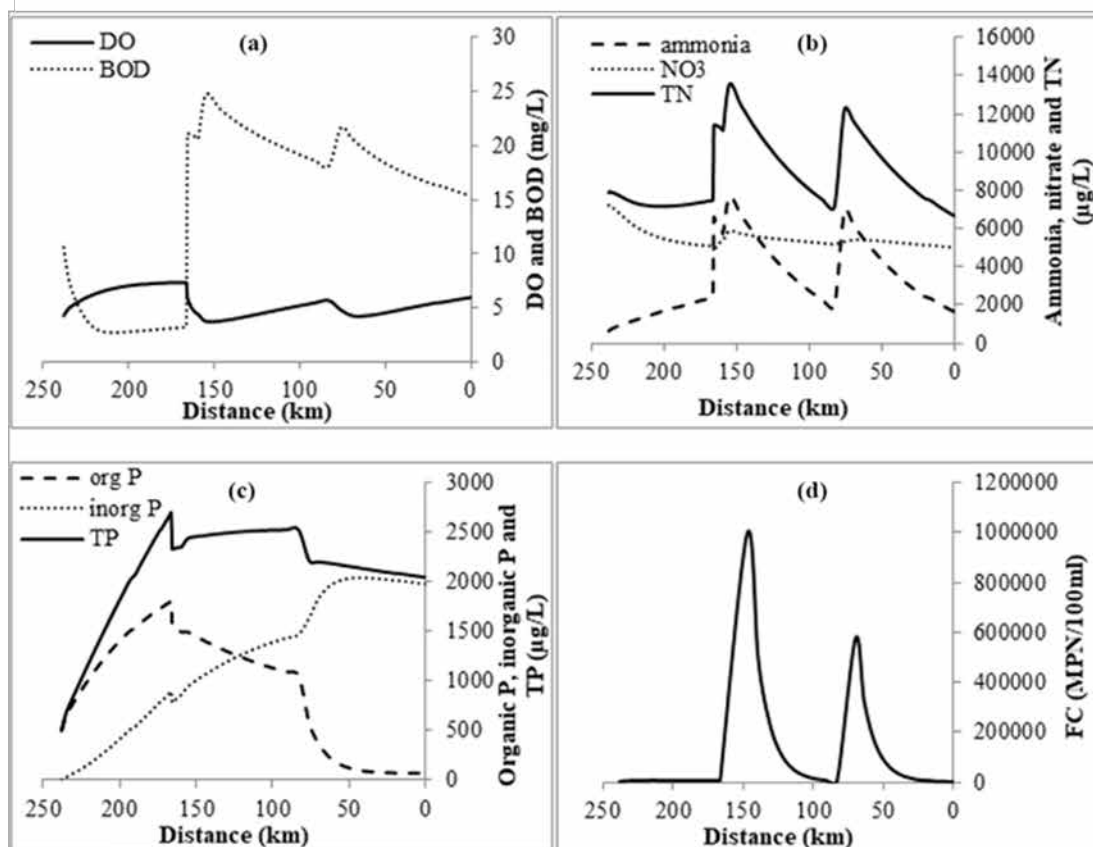 (a)
DO
BOD
30
25
20
15
10
5
0
DO and BOD (mg/L)
250 200 150 100 50 0
Distance (km)
(b)
ammonia
NO3
TN
16000
14000
12000
10000
8000
6000
4000
2000
0
Ammonia, nitrate and TN
(µg/L)
250 200 150 100 50 0
Distance (km)
(c)
org P
inorg P
TP
3000
2500
2000
1500
1000
500
0
Organic P, inorganic P and
TP (µg/L)
250 200 150 100 50 0
Distance (km)
(d)
1200000
1000000
800000
600000
400000
200000
0
FC (MPN/100ml)
250 200 150 100 50 0
Distance (km)